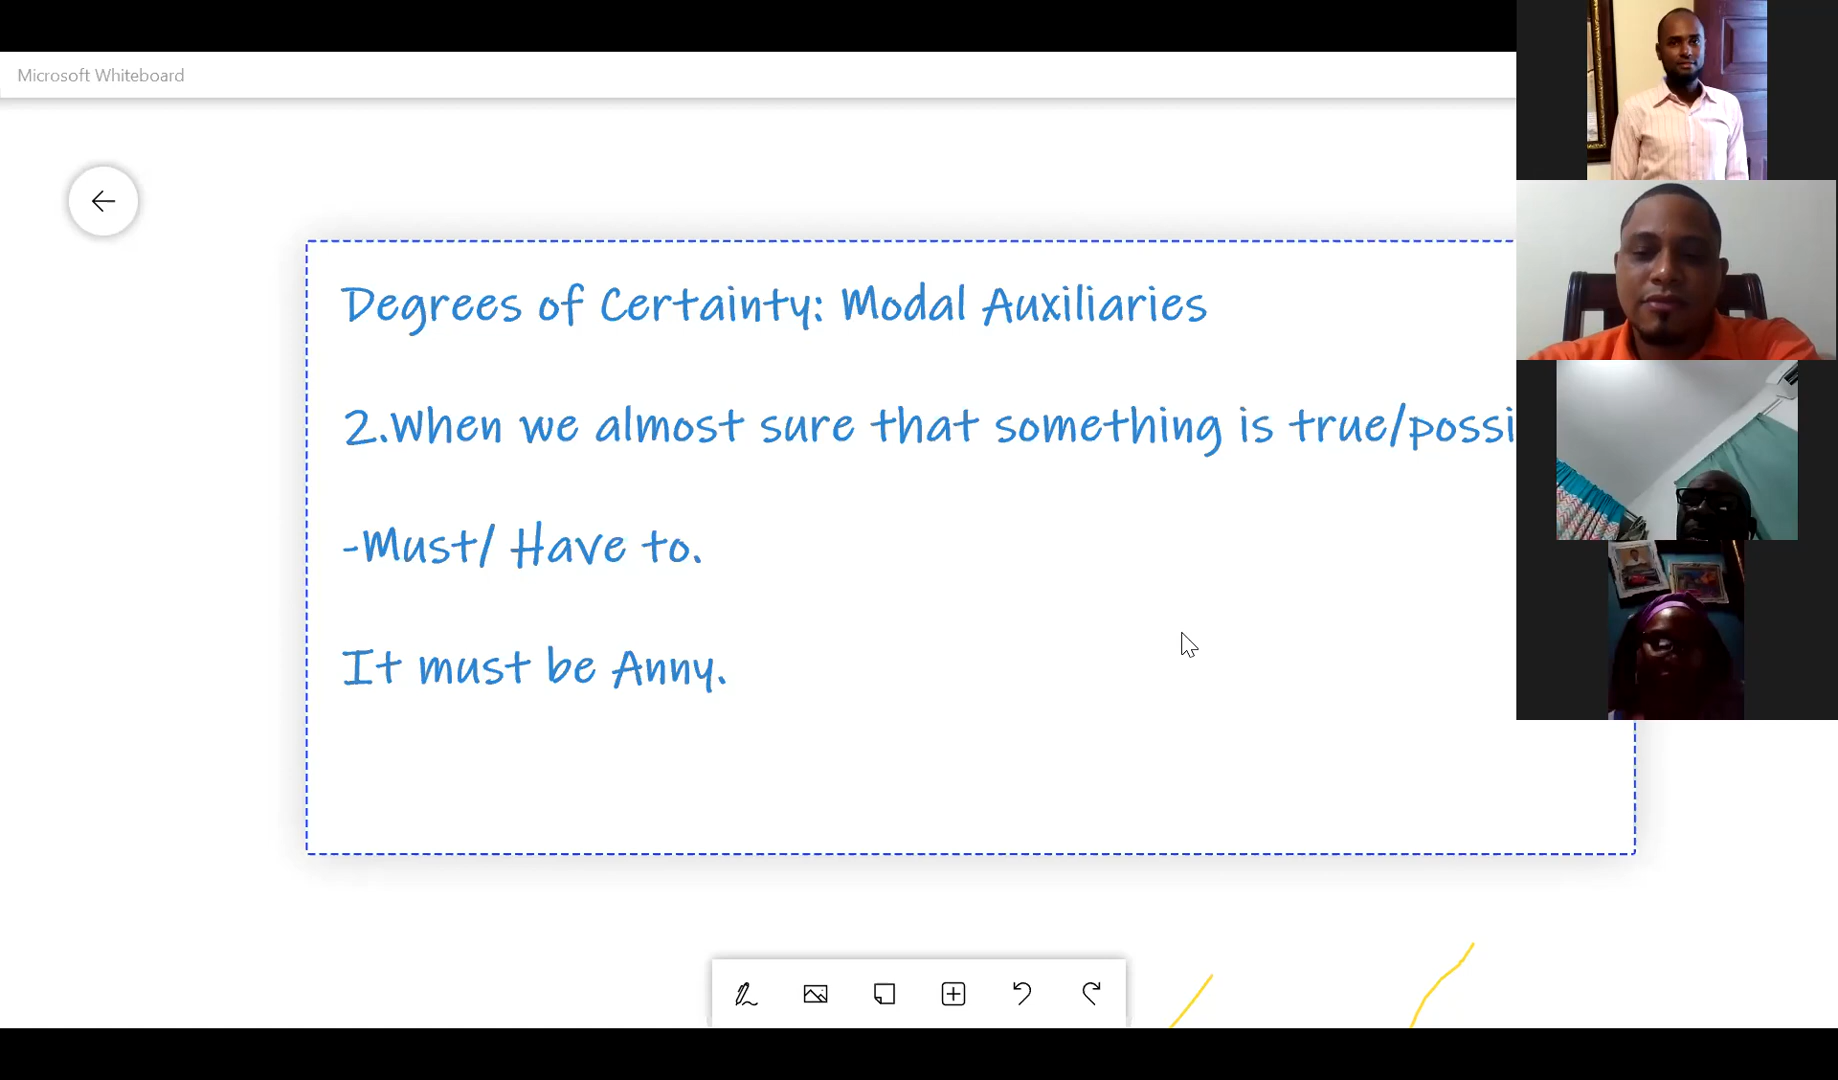 Microsoft Whiteboard
Degrees of Certainty: Modal Auxiliaries
2.When we almost sure that something is true/possi
-Must/ Have to.
It must be Anny.